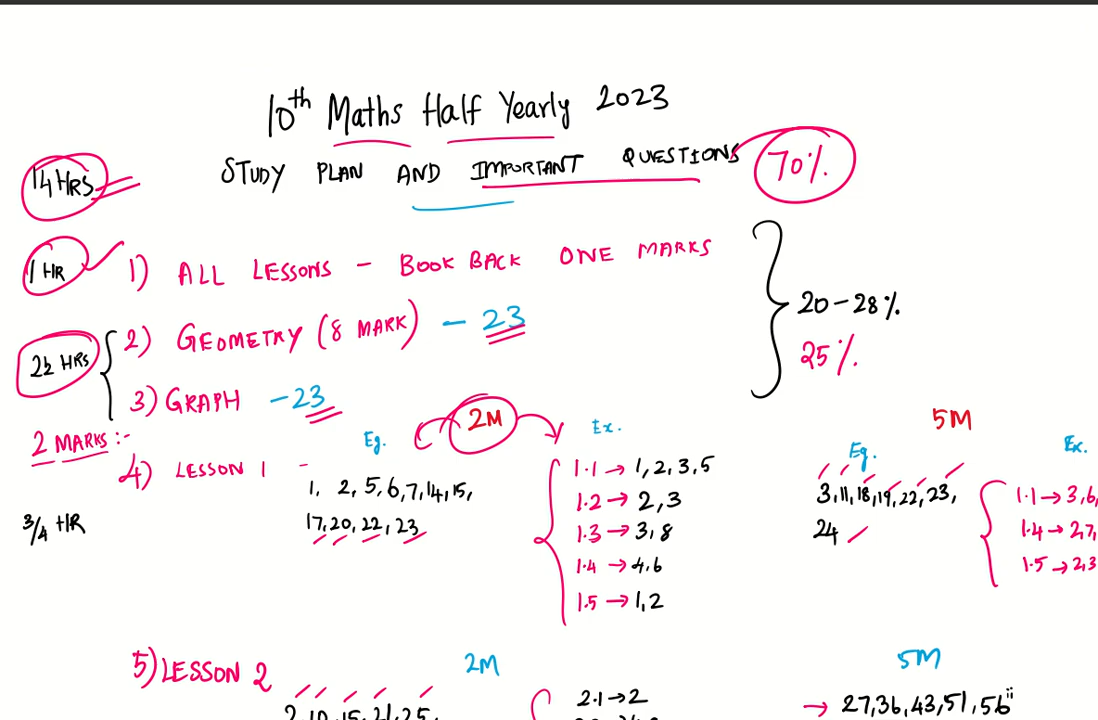 10th Maths Half Yearly 2023
STUDY PLAN AND IMPORTANT QUESTIONS 70%
14 HRS
1 HR 1) ALL LESSONS - BOOK BACK ONE MARKS
20-28%
25%
2) GEOMETRY (8 MARK) - 23
HRS
3) GRAPH - 23
2 MARKS:-
2M
5M
4) LESSON 1 -
3/4 HR
Eg.
1, 2, 5, 6, 7, 14, 15,
17, 20, 22, 23
Ex.
1.1 → 1, 2, 3, 5
1.2 → 2, 3
1.3 → 3, 8
1.4 → 4, 6
1.5 → 1, 2
Eg.
3, 11, 18, 19, 22, 23,
24
Ex.
1.1 → 3, 6,
1.4 → 2, 7,
1.5 → 2, 3
5) LESSON 2
2M
5M
2, 10, 15, 21, 25,
2.1 → 2
→ 27, 36, 43, 51, 56